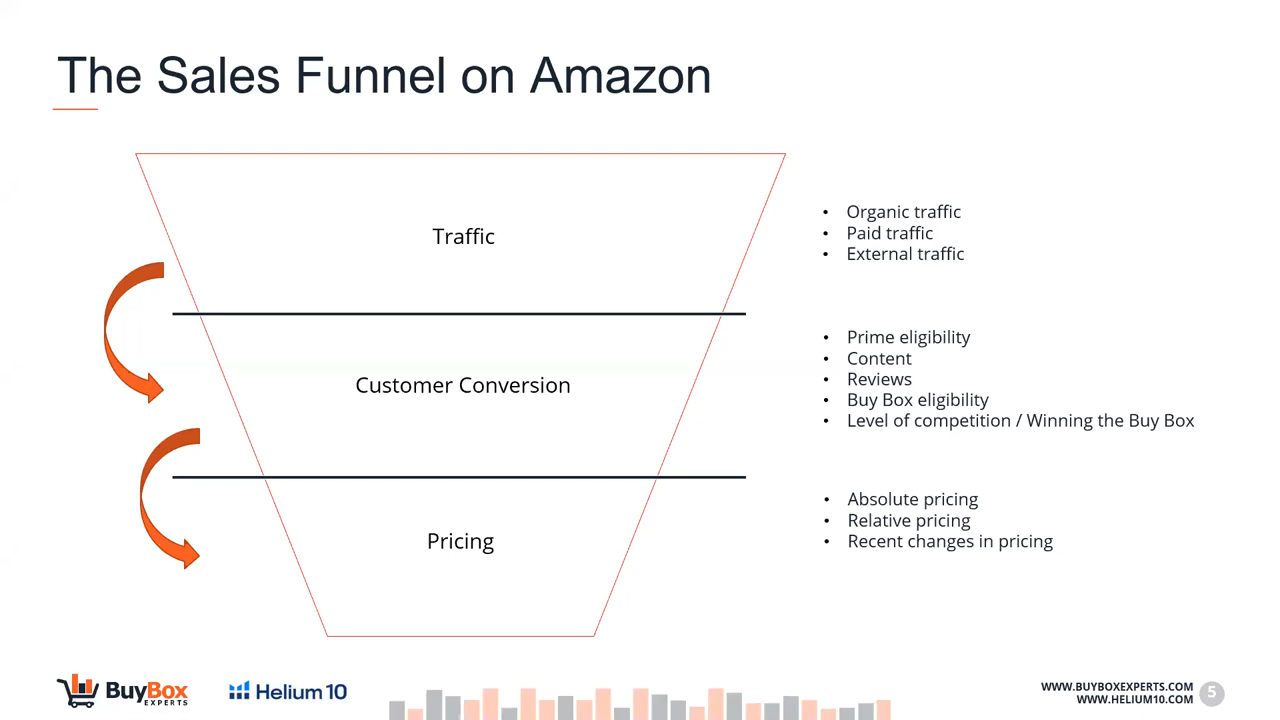 The Sales Funnel on Amazon
Traffic
• Organic traffic
• Paid traffic
• External traffic
Customer Conversion
• Prime eligibility
• Content
• Reviews
• Buy Box eligibility
• Level of competition / Winning the Buy Box
Pricing
• Absolute pricing
• Relative pricing
• Recent changes in pricing
BuyBox
EXPERTS
Helium 10
WWW.BUYBOXEXPERTS.COM
WWW.HELIUM10.COM
5